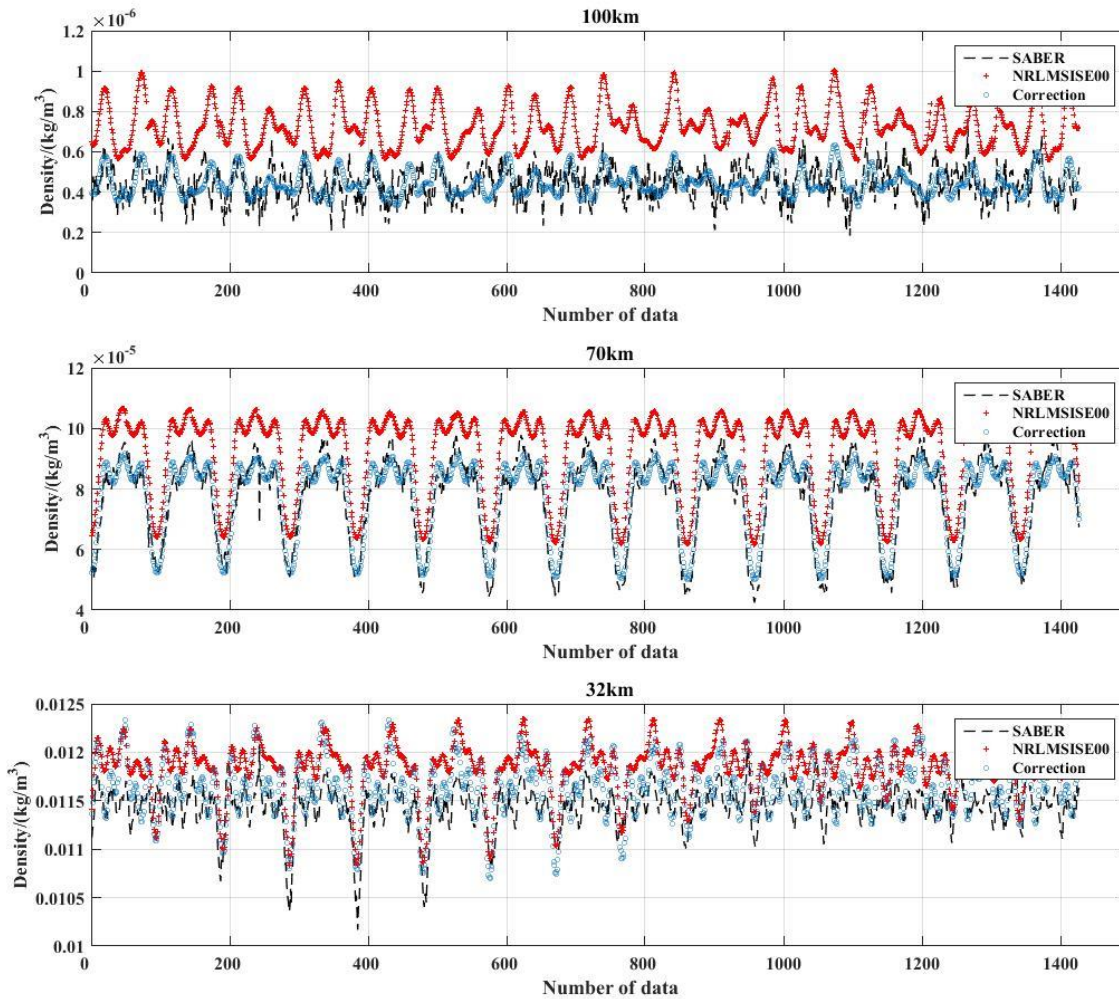 100km
×10⁻⁶
1.2
1
0.8
0.6
0.4
0.2
0
Density/(kg/m³)
SABER
NRLMSISE00
Correction
0 200 400 600 800 1000 1200 1400
Number of data
70km
×10⁻⁵
12
10
8
6
4
Density/(kg/m³)
SABER
NRLMSISE00
Correction
0 200 400 600 800 1000 1200 1400
Number of data
32km
0.0125
0.012
0.0115
0.011
0.0105
0.01
Density/(kg/m³)
SABER
NRLMSISE00
Correction
0 200 400 600 800 1000 1200 1400
Number of data